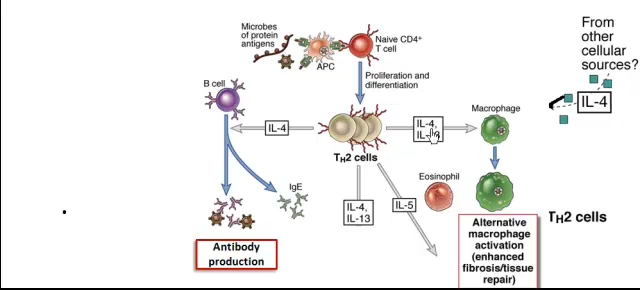 Microbes
of protein
antigens
Naive CD4+
T cell
APC
Proliferation and
differentiation
From
other
cellular
sources?
IL-4
B cell
Macrophage
IL-4
IL-4,
TH2 cells
IgE
IL-4,
IL-13
IL-5
Eosinophil
TH2 cells
Antibody
production
Alternative
macrophage
activation
(enhanced
fibrosis/tissue
repair)